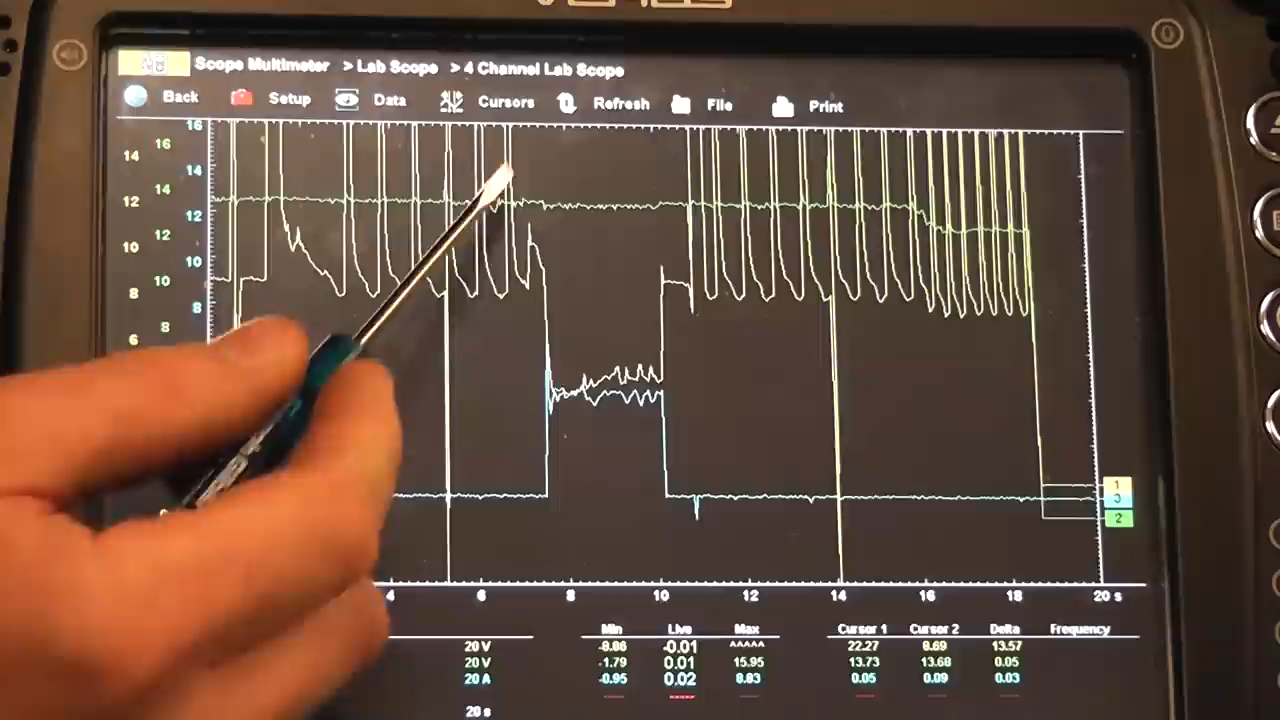 Scope Multimeter > Lab Scope > 4 Channel Lab Scope
Back Setup Data Cursors Refresh File Print
16
14 16
14
12 14
12
10 12
10
8 10
8
6 8
1
3
2
4 6 8 10 12 14 16 18 20 s
Min Live Max Cursor 1 Cursor 2 Delta Frequency
20 V -8.86 -0.01 ^^^^^ 22.27 8.69 13.57
20 V -1.79 0.01 15.95 13.73 13.68 0.05
20 A -0.95 0.02 8.83 0.05 0.09 0.03
20 s